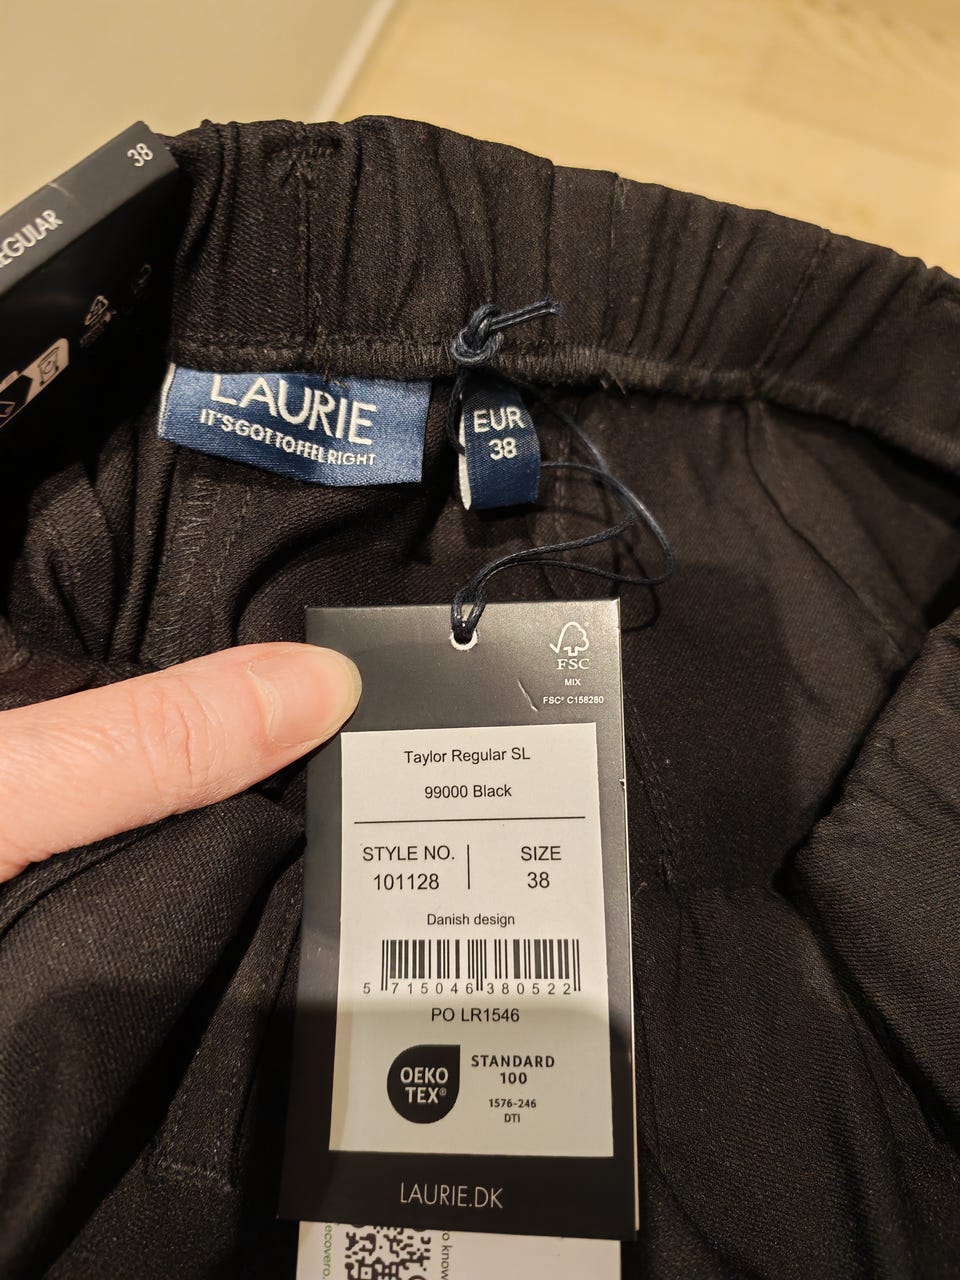 38
REGULAR
LAURIE
IT'S GOT TO FEEL RIGHT
EUR
38
FSC
MIX
FSC® C158280
Taylor Regular SL
99000 Black
STYLE NO.
101128
SIZE
38
Danish design
5 715046 380522
PO LR1546
OEKO
TEX®
STANDARD
100
1576-246
DTI
LAURIE.DK